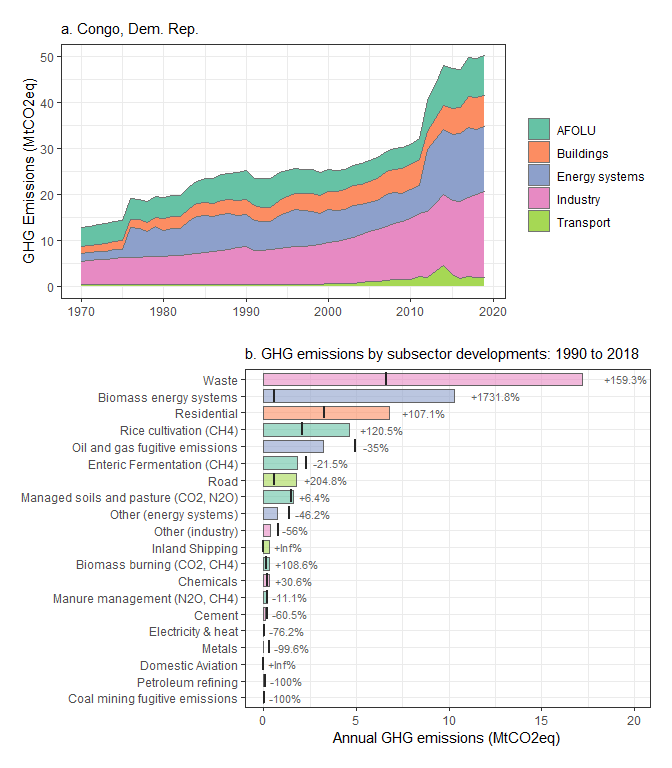 a. Congo, Dem. Rep.
GHG Emissions (MtCO2eq)
50
40
30
20
10
0
1970
1980
1990
2000
2010
2020
AFOLU
Buildings
Energy systems
Industry
Transport
b. GHG emissions by subsector developments: 1990 to 2018
Waste +159.3%
Biomass energy systems +1731.8%
Residential +107.1%
Rice cultivation (CH4) +120.5%
Oil and gas fugitive emissions -35%
Enteric Fermentation (CH4) -21.5%
Road +204.8%
Managed soils and pasture (CO2, N2O) +6.4%
Other (energy systems) -46.2%
Other (industry) -56%
Inland Shipping +Inf%
Biomass burning (CO2, CH4) +108.6%
Chemicals +30.6%
Manure management (N2O, CH4) -11.1%
Cement -60.5%
Electricity & heat -76.2%
Metals -99.6%
Domestic Aviation +Inf%
Petroleum refining -100%
Coal mining fugitive emissions -100%
0
5
10
15
20
Annual GHG emissions (MtCO2eq)